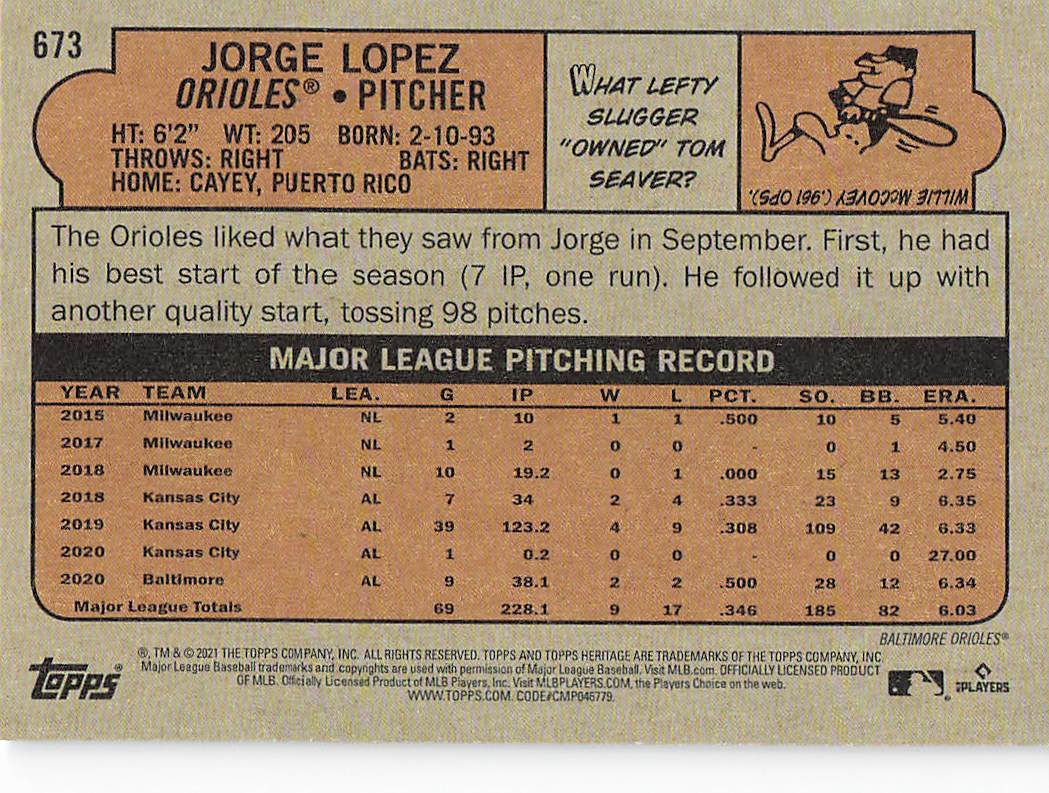 673
JORGE LOPEZ
ORIOLES® • PITCHER
HT: 6'2" WT: 205 BORN: 2-10-93
THROWS: RIGHT BATS: RIGHT
HOME: CAYEY, PUERTO RICO
WHAT LEFTY
SLUGGER
"OWNED" TOM
SEAVER?
WILLIE McCOVEY (.961 OPS).
The Orioles liked what they saw from Jorge in September. First, he had
his best start of the season (7 IP, one run). He followed it up with
another quality start, tossing 98 pitches.
MAJOR LEAGUE PITCHING RECORD
YEAR TEAM LEA. G IP W L PCT. SO. BB. ERA.
2015 Milwaukee NL 2 10 1 1 .500 10 5 5.40
2017 Milwaukee NL 1 2 0 0 - 0 1 4.50
2018 Milwaukee NL 10 19.2 0 1 .000 15 13 2.75
2018 Kansas City AL 7 34 2 4 .333 23 9 6.35
2019 Kansas City AL 39 123.2 4 9 .308 109 42 6.33
2020 Kansas City AL 1 0.2 0 0 - 0 0 27.00
2020 Baltimore AL 9 38.1 2 2 .500 28 12 6.34
Major League Totals 69 228.1 9 17 .346 185 82 6.03
BALTIMORE ORIOLES®
®, TM & © 2021 THE TOPPS COMPANY, INC. ALL RIGHTS RESERVED. TOPPS AND TOPPS HERITAGE ARE TRADEMARKS OF THE TOPPS COMPANY, INC
Major League Baseball trademarks and copyrights are used with permission of Major League Baseball. Visit MLB.com. OFFICIALLY LICENSED PRODUCT
OF MLB. Officially Licensed Product of MLB Players, Inc. Visit MLBPLAYERS.COM, the Players Choice on the web.
WWW.TOPPS.COM. CODE#CMP046779.
TOPPS®
PLAYERS